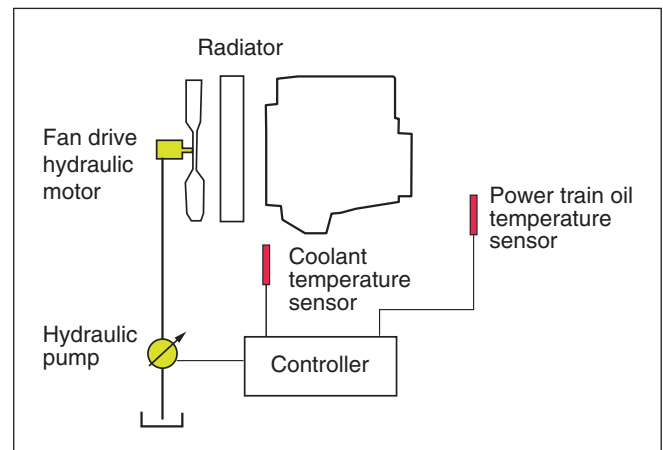 Radiator
Fan drive
hydraulic
motor
Power train oil
temperature
sensor
Coolant
temperature
sensor
Hydraulic
pump
Controller